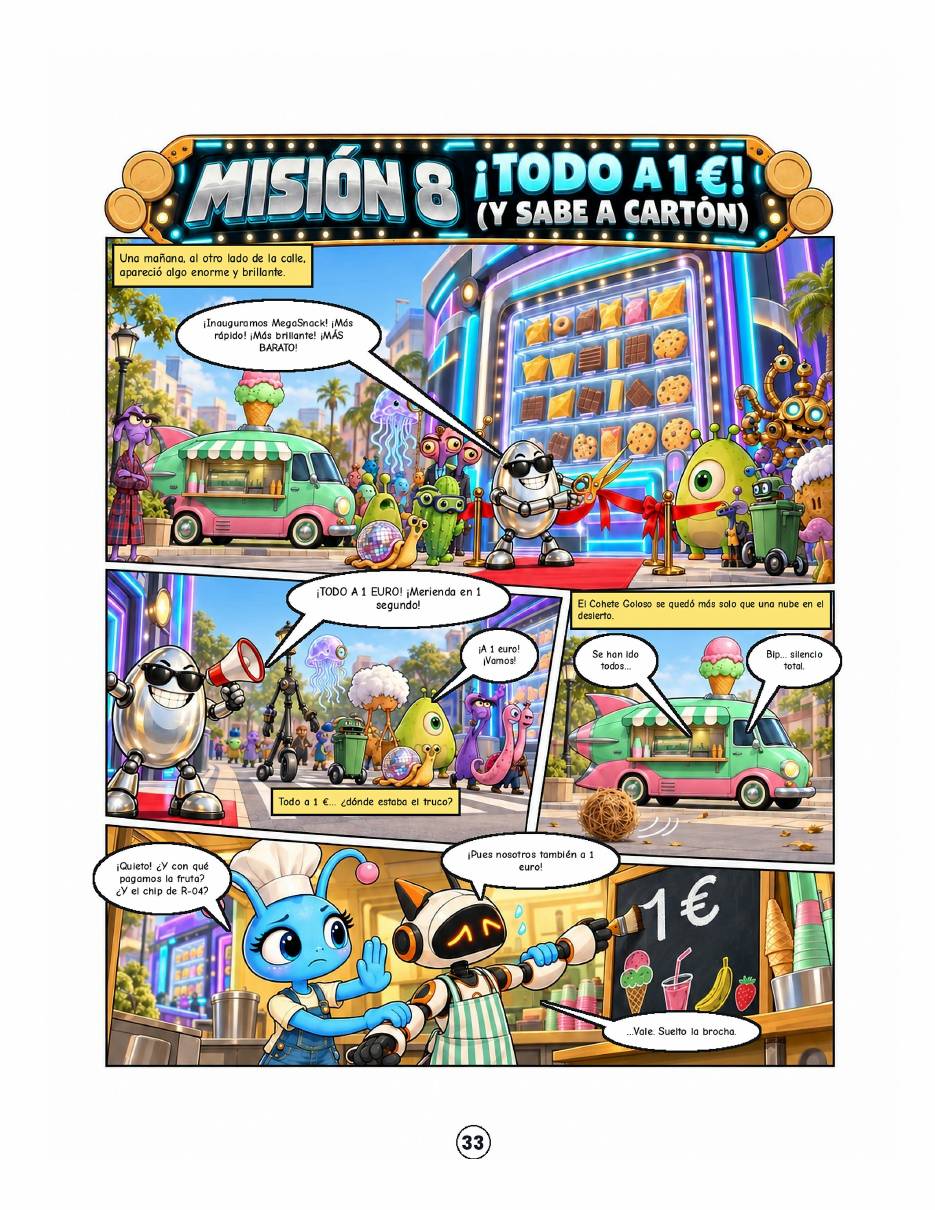 MISIÓN 8
¡TODO A 1 €!
(Y SABE A CARTÓN)
Una mañana, al otro lado de la calle,
apareció algo enorme y brillante.
¡Inauguramos MegaSnack! ¡Más
rápido! ¡Más brillante! ¡MÁS
BARATO!
¡TODO A 1 EURO! ¡Merienda en 1
segundo!
¡A 1 euro!
¡Vamos!
Todo a 1 €... ¿dónde estaba el truco?
El Cohete Goloso se quedó más solo que una nube en el
desierto.
Se han ido
todos...
Bip... silencio
total.
¡Quieto! ¿Y con qué
pagamos la fruta?
¿Y el chip de R-04?
¡Pues nosotros también a 1
euro!
1 €
...Vale. Suelto la brocha.
33